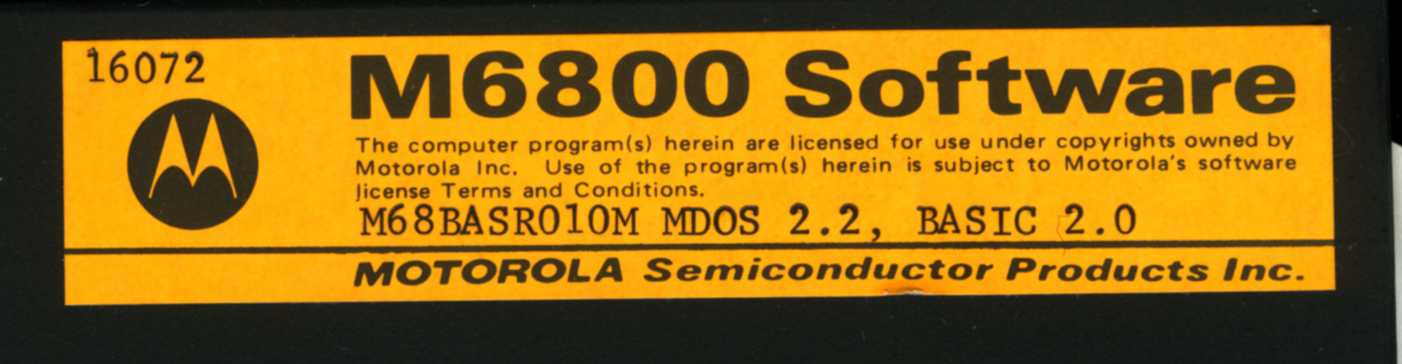 16072
M6800 Software
The computer program(s) herein are licensed for use under copyrights owned by
Motorola Inc. Use of the program(s) herein is subject to Motorola's software
license Terms and Conditions.
M68BASR010M MDOS 2.2, BASIC 2.0
MOTOROLA Semiconductor Products Inc.